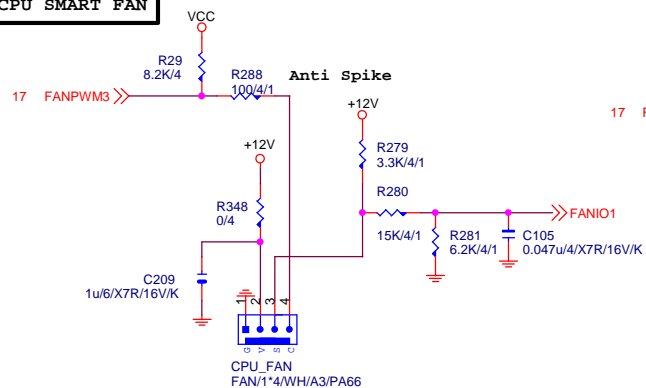 CPU SMART FAN
VCC
R29
8.2K/4
R288
100/4/1
Anti Spike
17 FANPWM3
17 F
+12V
+12V
R279
3.3K/4/1
R280
R348
0/4
FANIO1
15K/4/1
R281
6.2K/4/1
C105
0.047u/4/X7R/16V/K
C209
1u/6/X7R/16V/K
1 2 3 4
G V S C
CPU_FAN
FAN/1*4/WH/A3/PA66